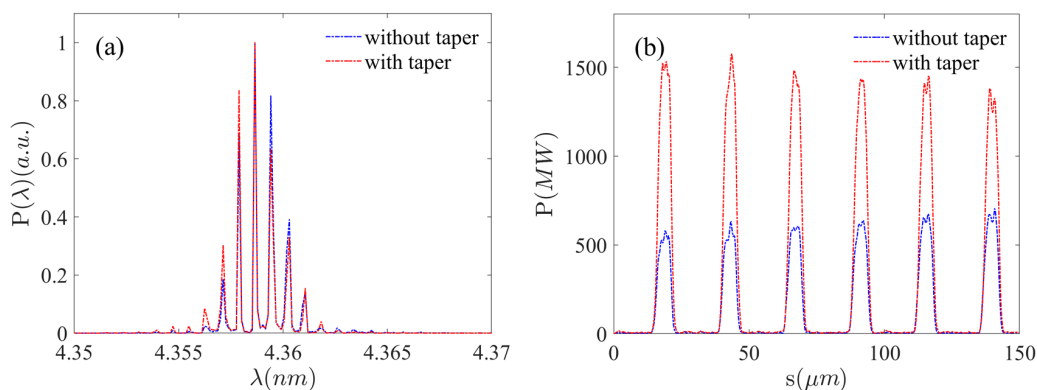 (a)
without taper
with taper
P(λ)(a.u.)
1
0.8
0.6
0.4
0.2
0
4.35
4.355
4.36
4.365
4.37
λ(nm)
(b)
without taper
with taper
P(MW)
1500
1000
500
0
0
50
100
150
s(μm)